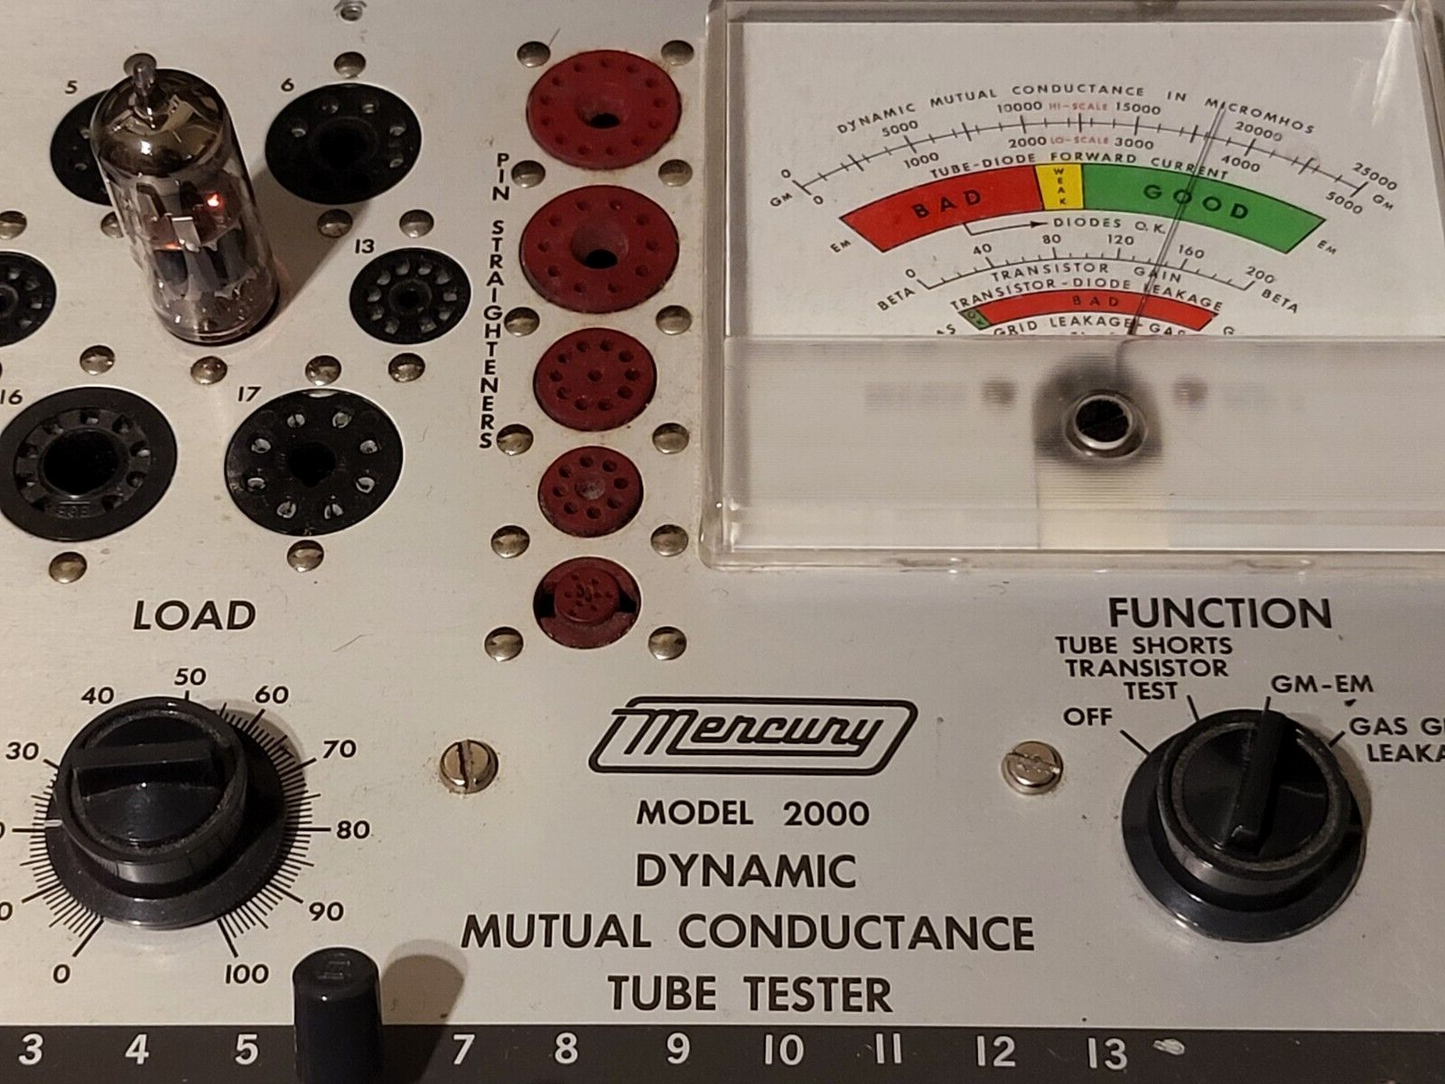 5
6
13
16
17
PIN STRAIGHTENERS
DYNAMIC MUTUAL CONDUCTANCE IN MICROMHOS
0 5000 10000 HI-SCALE 15000 20000 25000
GM 0 1000 2000 LO-SCALE 3000 4000 5000 GM
TUBE-DIODE FORWARD CURRENT
BAD WEAK GOOD
EM DIODES O.K. EM
0 40 80 120 160 200
BETA TRANSISTOR GAIN BETA
TRANSISTOR-DIODE LEAKAGE
BAD
GRID LEAKAGE-GAS
LOAD
0
30
40
50
60
70
80
90
100
FUNCTION
OFF
TUBE SHORTS
TRANSISTOR
TEST
GM-EM
GAS
Mercury
MODEL 2000
DYNAMIC
MUTUAL CONDUCTANCE
TUBE TESTER
3 4 5 7 8 9 10 11 12 13